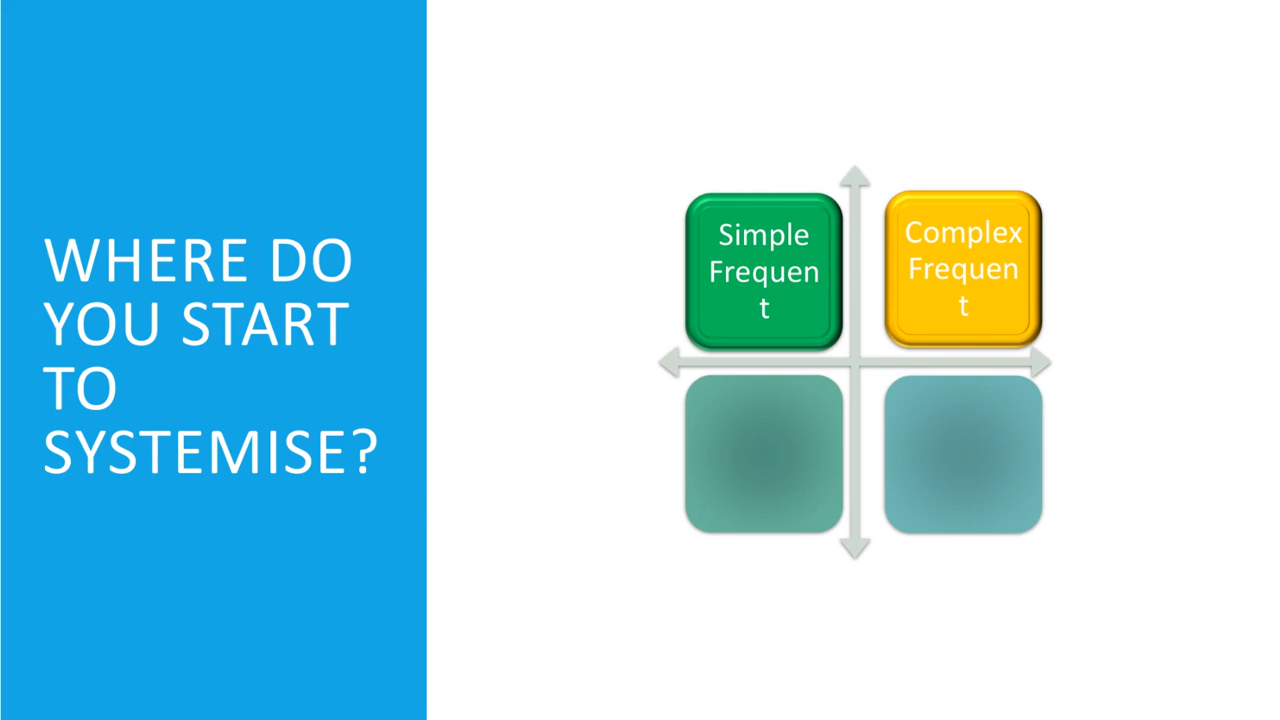 WHERE DO
YOU START
TO
SYSTEMISE?
Simple
Frequen
t
Complex
Frequen
t